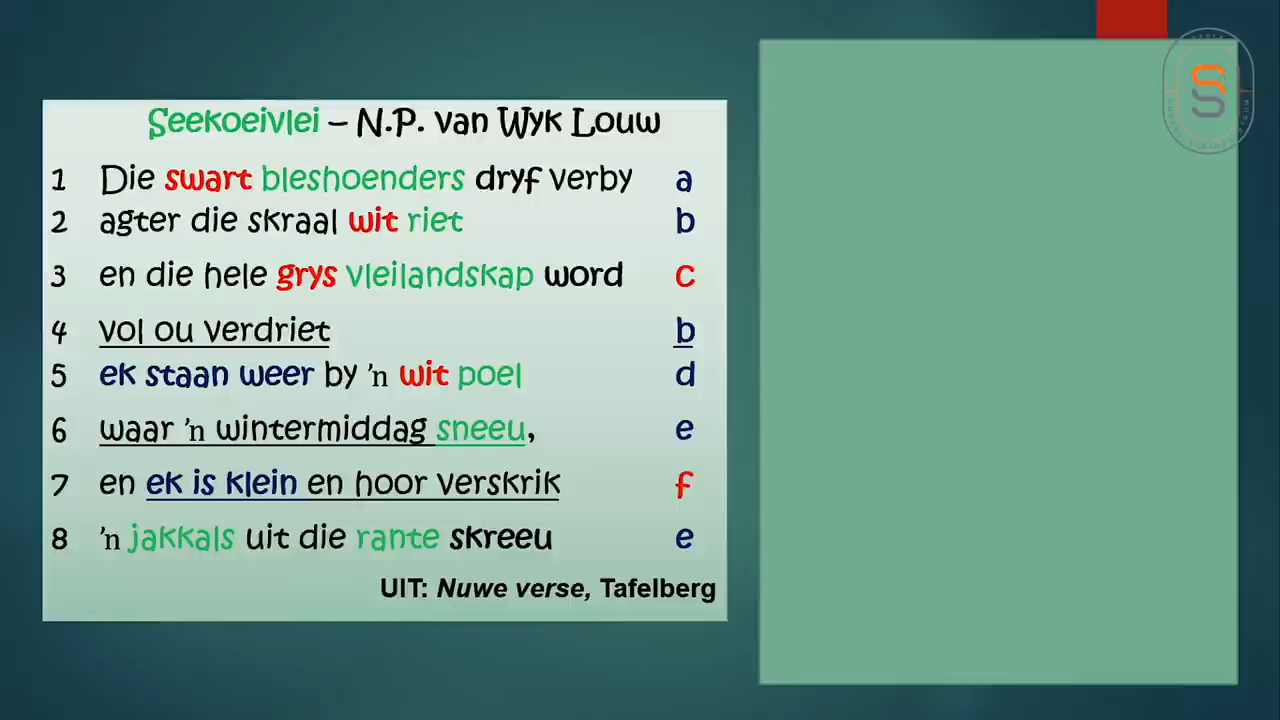 Seekoeivlei – N.P. van Wyk Louw
1 Die swart bleshoenders dryf verby a
2 agter die skraal wit riet b
3 en die hele grys vleilandskap word c
4 vol ou verdriet b
5 ek staan weer by ’n wit poel d
6 waar ’n wintermiddag sneeu, e
7 en ek is klein en hoor verskrik f
8 ’n jakkals uit die rante skreeu e
UIT: Nuwe verse, Tafelberg